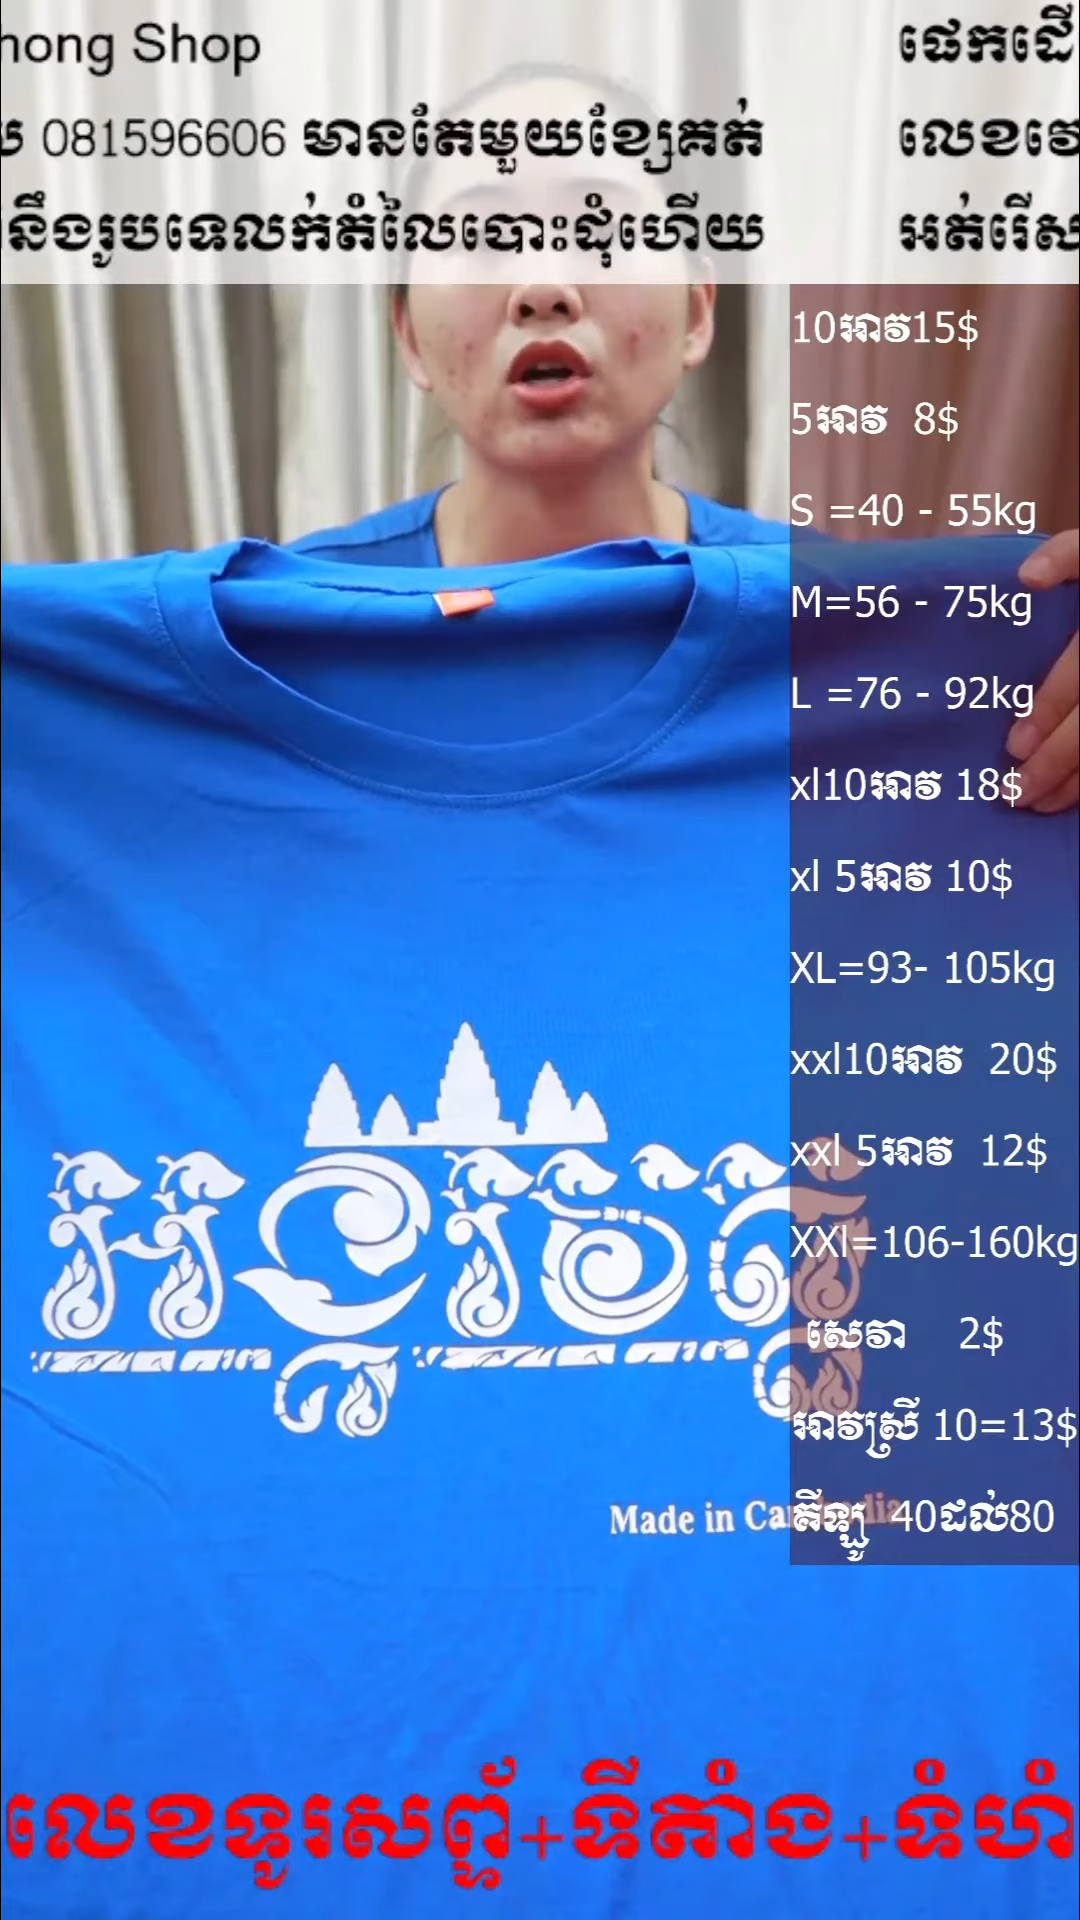 hong Shop
ផេកដើ
081596606 មានតែមួយខ្សែគត់
លេខវេ
នឹងរូបទេលក់តំលៃបោះដុំហើយ
អត់រើស
10អាវ15$
5អាវ 8$
S =40 - 55kg
M=56 - 75kg
L =76 - 92kg
xl10អាវ 18$
xl 5អាវ 10$
XL=93- 105kg
xxl10អាវ 20$
xxl 5អាវ 12$
XXl=106-160kg
សេវា 2$
អាវស្រី 10=13$
គីឡូ 40ដល់80
Made in Cambodia
លេខទូរសព្ទ័+ទីតាំង+ទំហំ